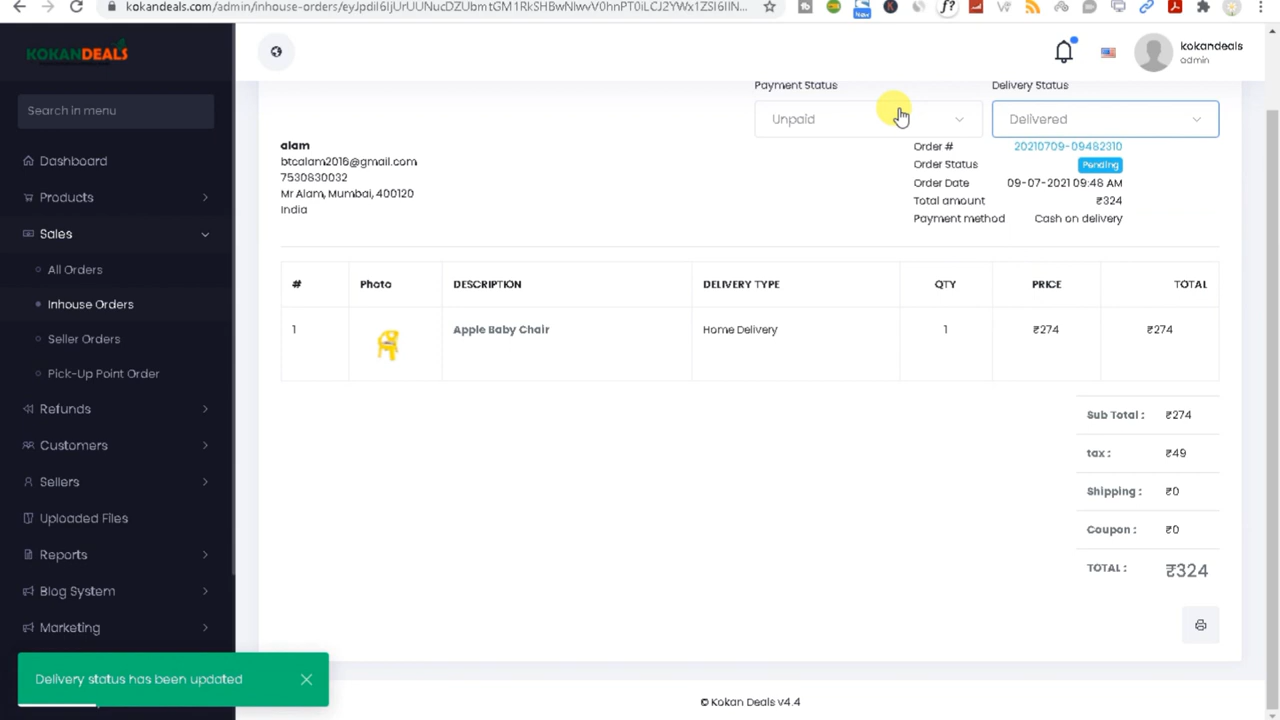 kokandeals.com/admin/inhouse-orders/
KOKANDEALS
kokandeals
admin
Search in menu
Dashboard
Products
Sales
All Orders
Inhouse Orders
Seller Orders
Pick-Up Point Order
Refunds
Customers
Sellers
Uploaded Files
Reports
Blog System
Marketing
Payment Status
Delivery Status
Unpaid
Delivered
alam
btcalam2016@gmail.com
7530830032
Mr Alam, Mumbai, 400120
India
Order # 20210709-09482310
Order Status Pending
Order Date 09-07-2021 09:48 AM
Total amount ₹324
Payment method Cash on delivery
# Photo DESCRIPTION DELIVERY TYPE QTY PRICE TOTAL
1 Apple Baby Chair Home Delivery 1 ₹274 ₹274
Sub Total : ₹274
tax : ₹49
Shipping : ₹0
Coupon : ₹0
TOTAL : ₹324
Delivery status has been updated
© Kokan Deals v4.4